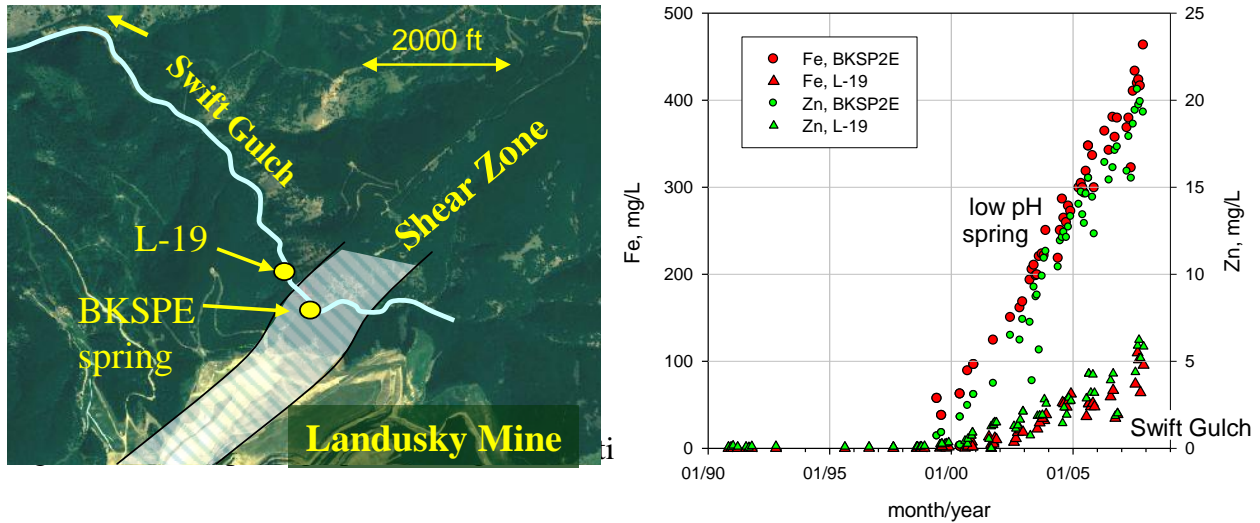 2000 ft
Swift Gulch
Shear Zone
L-19
BKSPE
spring
Landusky Mine
ti
500
400
300
200
100
0
Fe, mg/L
25
20
15
10
5
0
Zn, mg/L
Fe, BKSP2E
Fe, L-19
Zn, BKSP2E
Zn, L-19
low pH
spring
Swift Gulch
01/90
01/95
01/00
01/05
month/year